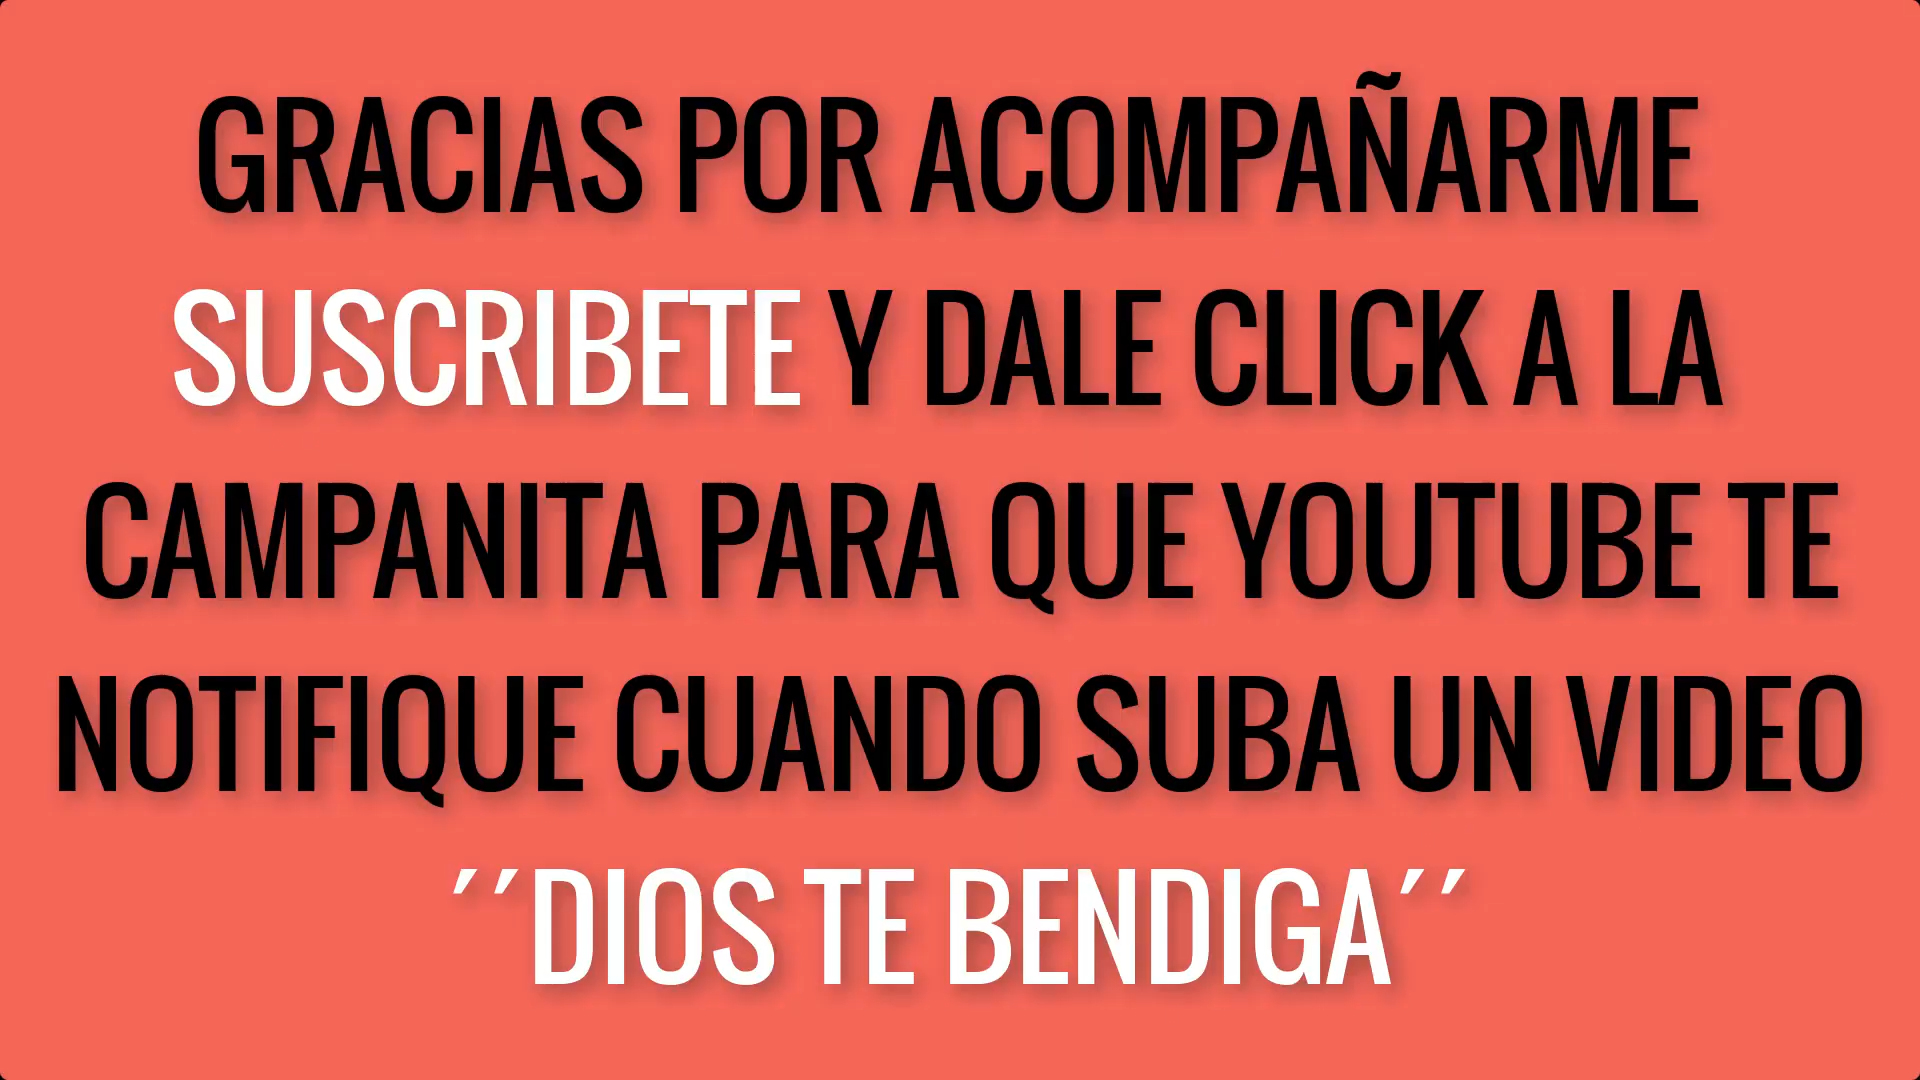 GRACIAS POR ACOMPAÑARME
SUSCRIBETE Y DALE CLICK A LA
CAMPANITA PARA QUE YOUTUBE TE
NOTIFIQUE CUANDO SUBA UN VIDEO
´´DIOS TE BENDIGA´´